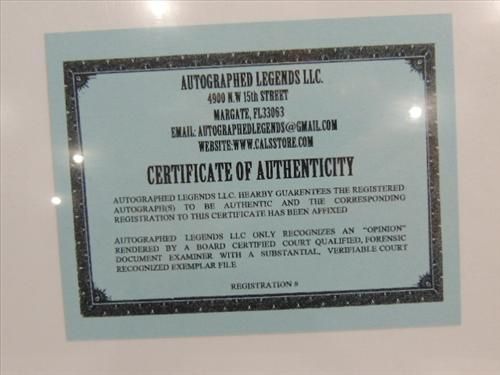 AUTOGRAPHED LEGENDS LLC.
4900 N.W 15th STREET
MARGATE, FL33063
EMAIL: AUTOGRAPHEDLEGENDS@GMAIL.COM
WEBSITE:WWW.CALSSTORE.COM
CERTIFICATE OF AUTHENTICITY
AUTOGRAPHED LEGENDS LLC. HEARBY GUARENTEES THE REGISTERED
AUTOGRAPH(S) TO BE AUTHENTIC AND THE CORRESPONDING
REGISTRATION TO THIS CERTIFICATE HAS BEEN AFFIXED
AUTOGRAPHED LEGENDS LLC ONLY RECOGNIZES AN "OPINION"
RENDERED BY A BOARD CERTIFIED COURT QUALIFIED, FORENSIC
DOCUMENT EXAMINER WITH A SUBSTANTIAL, VERIFIABLE COURT
RECOGNIZED EXEMPLAR FILE
REGISTRATION #